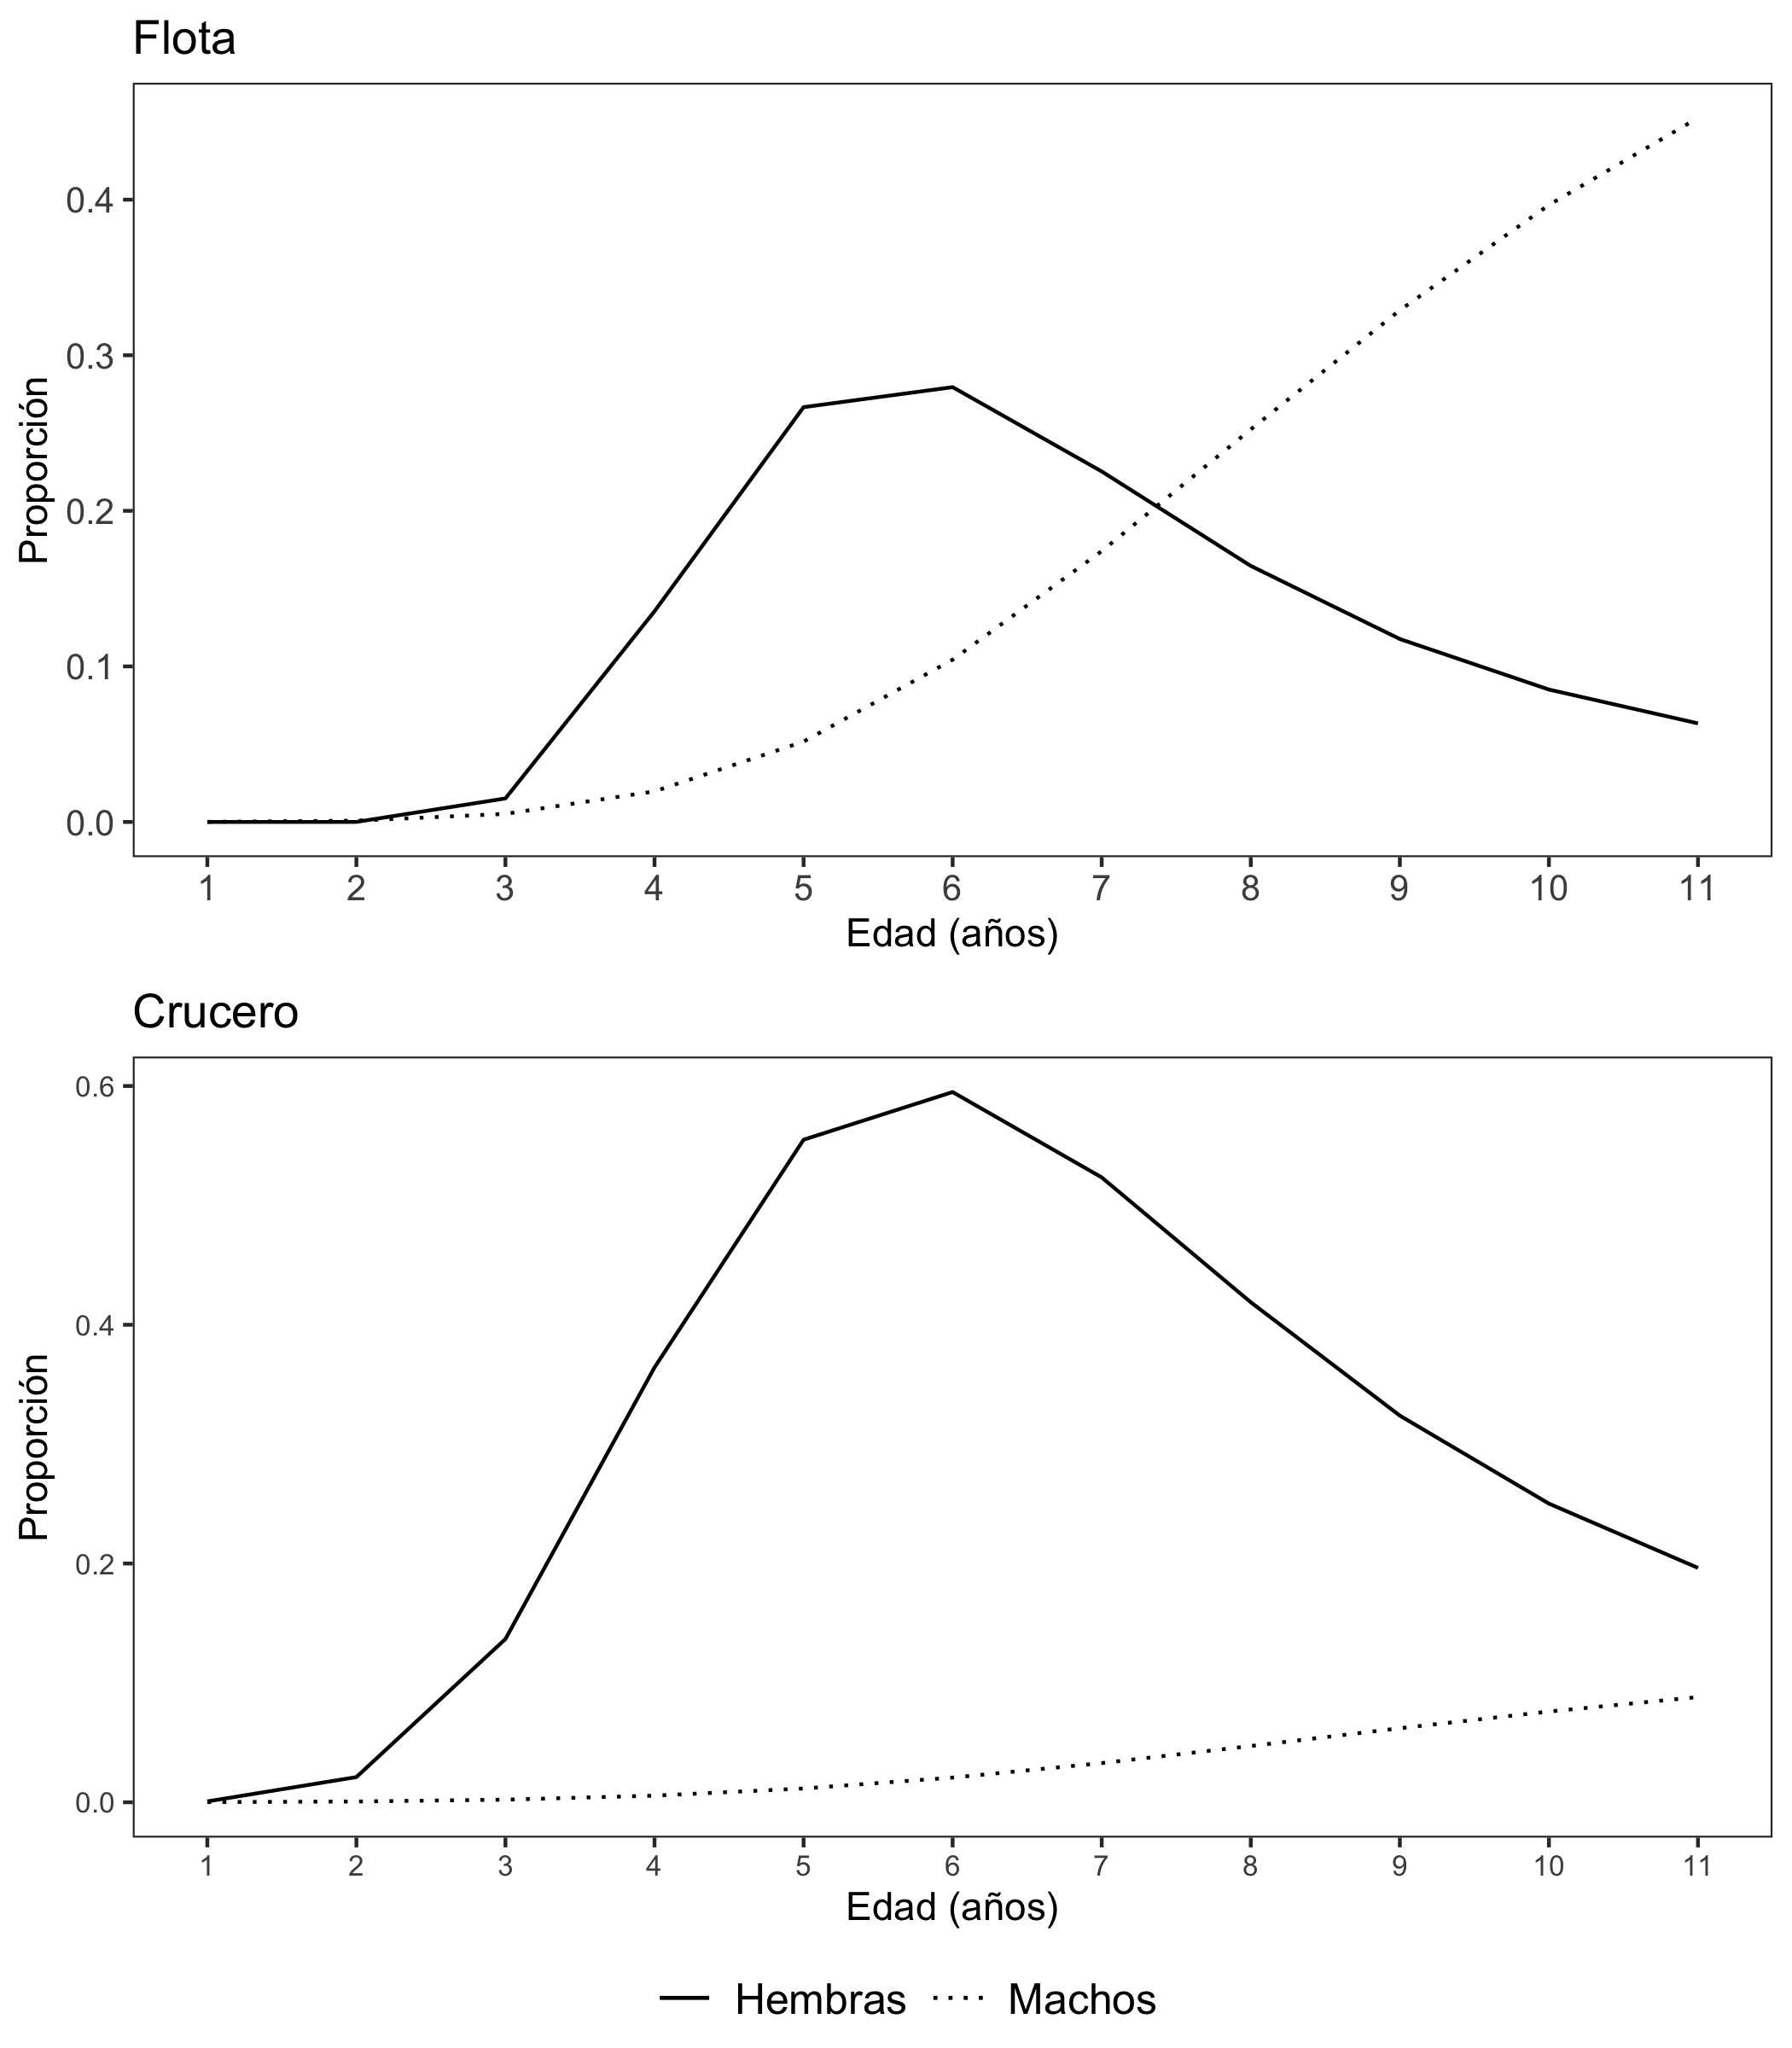 Flota
Proporción
0.4
0.3
0.2
0.1
0.0
1 2 3 4 5 6 7 8 9 10 11
Edad (años)
Crucero
Proporción
0.6
0.4
0.2
0.0
1 2 3 4 5 6 7 8 9 10 11
Edad (años)
Hembras Machos